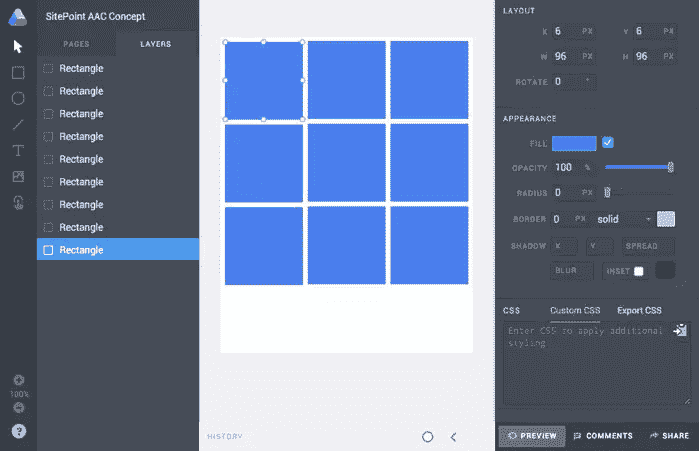 SitePoint AAC Concept
PAGES LAYERS
Rectangle
Rectangle
Rectangle
Rectangle
Rectangle
Rectangle
Rectangle
Rectangle
Rectangle
100%
?
HISTORY
LAYOUT
X 6 PX Y 6 PX
W 96 PX H 96 PX
ROTATE 0 °
APPEARANCE
FILL
OPACITY 100 %
RADIUS 0 PX
BORDER 0 PX solid
SHADOW X Y SPREAD
BLUR INSET
CSS Custom CSS Export CSS
Enter CSS to apply additional
styling
PREVIEW COMMENTS SHARE